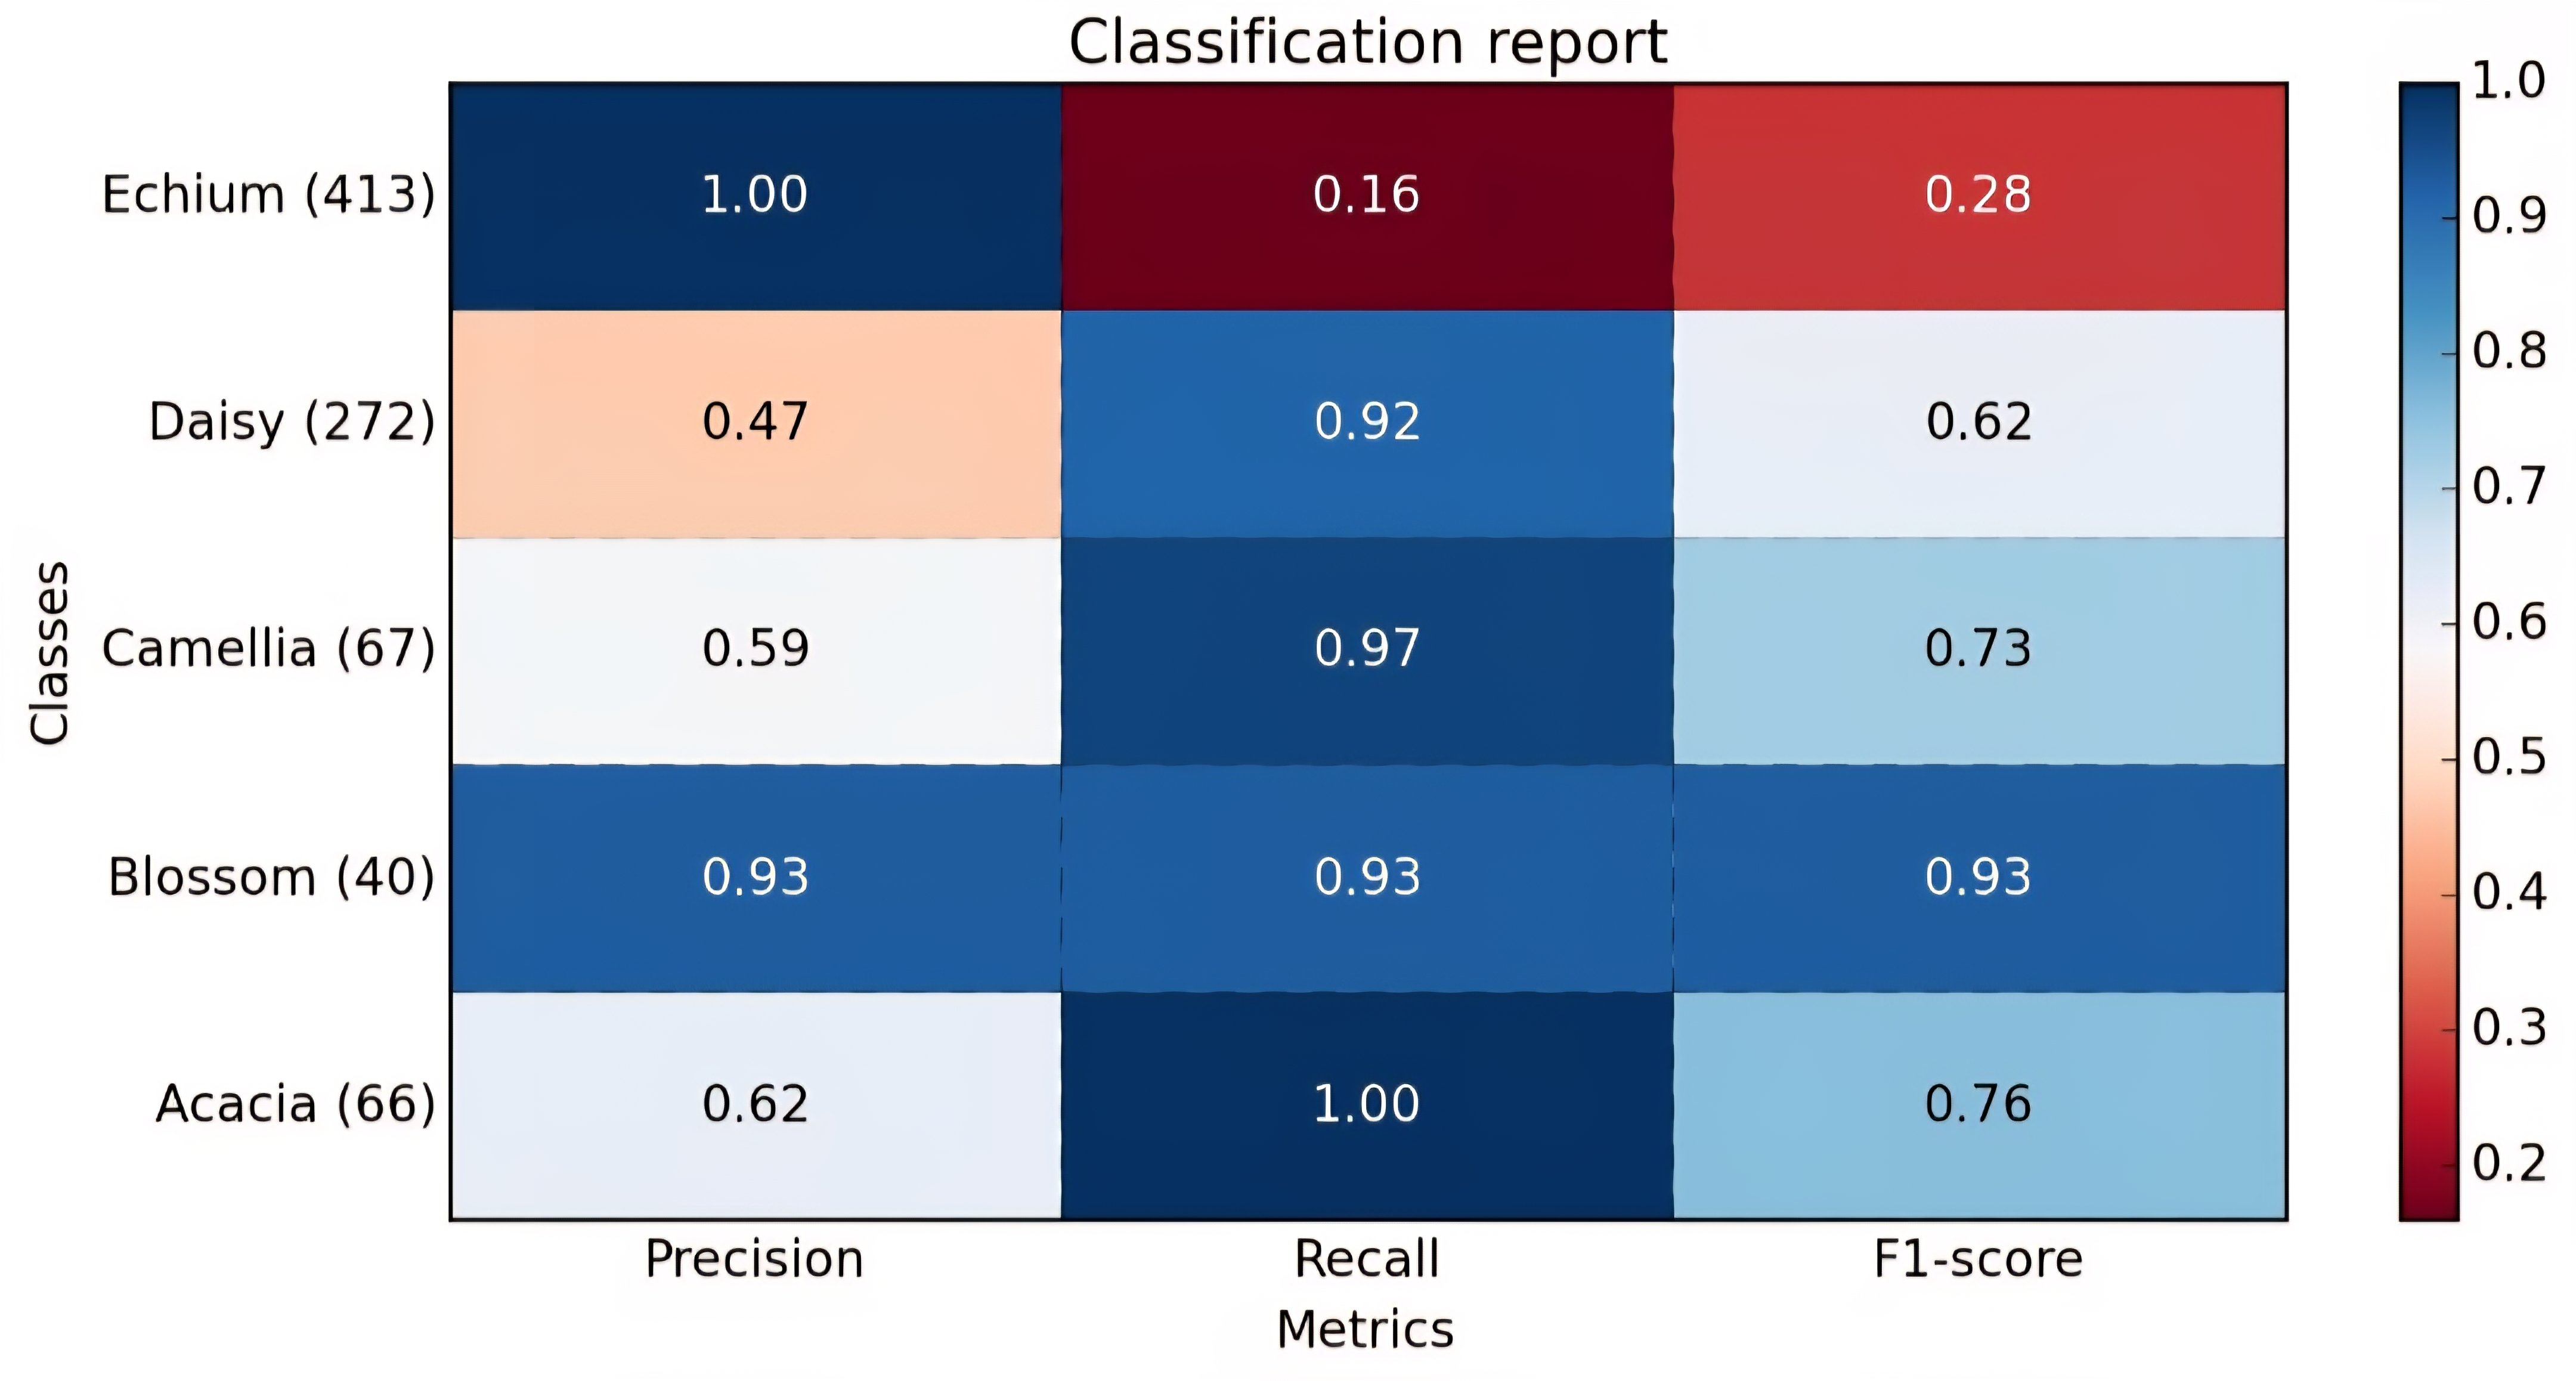 Classification report
Echium (413) 1.00 0.16 0.28
Daisy (272) 0.47 0.92 0.62
Camellia (67) 0.59 0.97 0.73
Blossom (40) 0.93 0.93 0.93
Acacia (66) 0.62 1.00 0.76
Precision Recall F1-score
Metrics
Classes
1.0
0.9
0.8
0.7
0.6
0.5
0.4
0.3
0.2